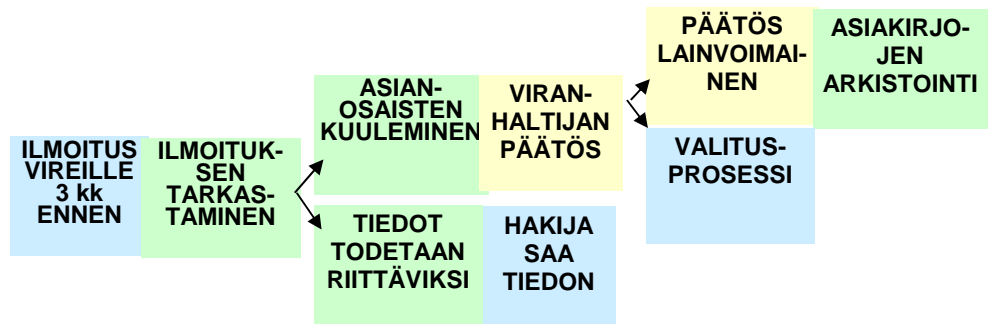 ILMOITUS
VIREILLE
3 kk
ENNEN
ILMOITUK-
SEN
TARKAS-
TAMINEN
ASIAN-
OSAISTEN
KUULEMINEN
VIRAN-
HALTIJAN
PÄÄTÖS
PÄÄTÖS
LAINVOIMAI-
NEN
ASIAKIRJO-
JEN
ARKISTOINTI
VALITUS-
PROSESSI
TIEDOT
TODETAAN
RIITTÄVIKSI
HAKIJA
SAA
TIEDON